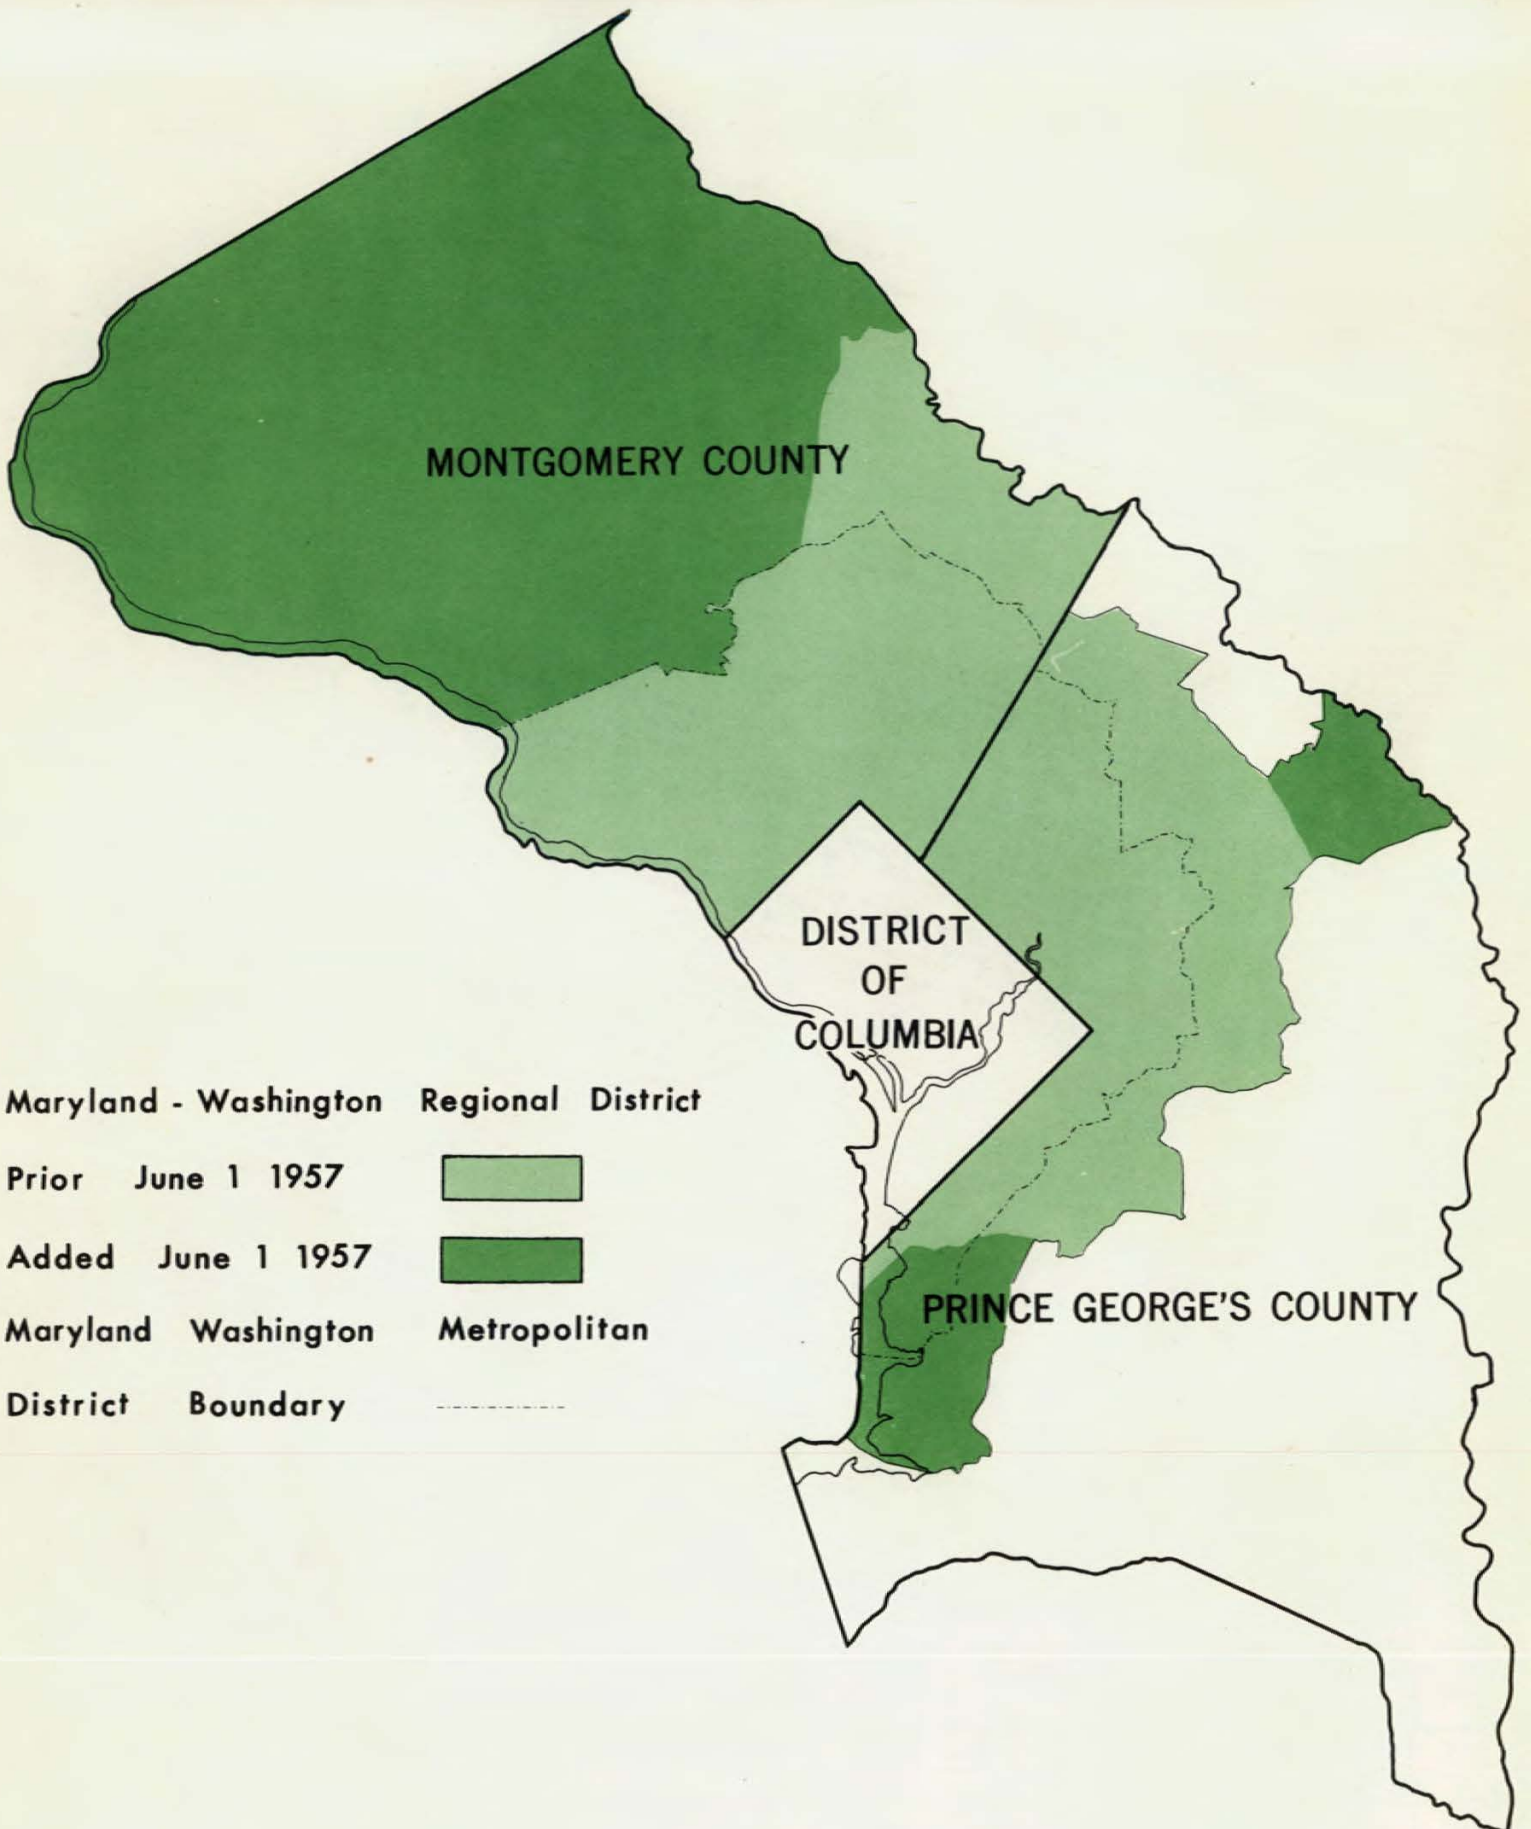 MONTGOMERY COUNTY
DISTRICT
OF
COLUMBIA
Maryland - Washington Regional District
Prior June 1 1957
Added June 1 1957
PRINCE GEORGE'S COUNTY
Maryland Washington Metropolitan
District Boundary